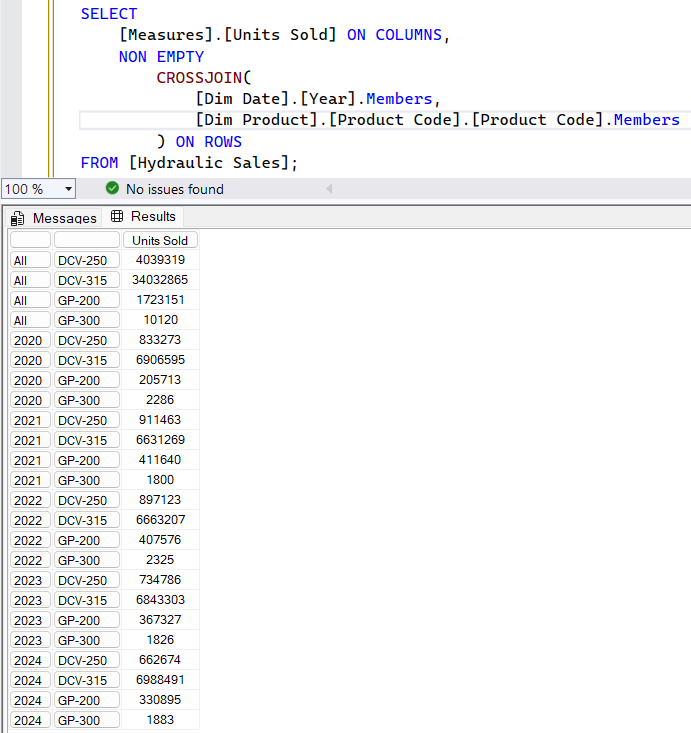 SELECT
[Measures].[Units Sold] ON COLUMNS,
NON EMPTY
CROSSJOIN(
[Dim Date].[Year].Members,
[Dim Product].[Product Code].[Product Code].Members
) ON ROWS
FROM [Hydraulic Sales];
100 % No issues found
Messages Results
Units Sold
All DCV-250 4039319
All DCV-315 34032865
All GP-200 1723151
All GP-300 10120
2020 DCV-250 833273
2020 DCV-315 6906595
2020 GP-200 205713
2020 GP-300 2286
2021 DCV-250 911463
2021 DCV-315 6631269
2021 GP-200 411640
2021 GP-300 1800
2022 DCV-250 897123
2022 DCV-315 6663207
2022 GP-200 407576
2022 GP-300 2325
2023 DCV-250 734786
2023 DCV-315 6843303
2023 GP-200 367327
2023 GP-300 1826
2024 DCV-250 662674
2024 DCV-315 6988491
2024 GP-200 330895
2024 GP-300 1883